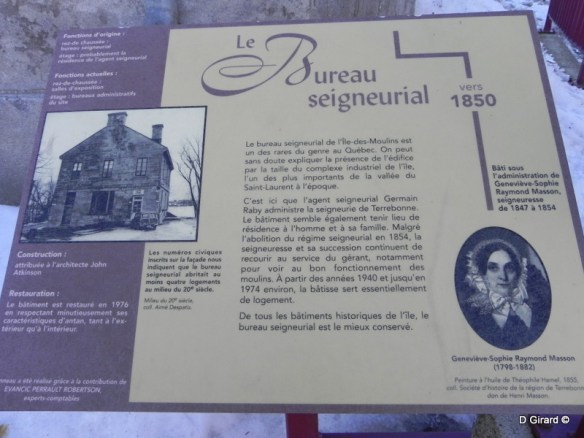 Fonctions d'origine :
rez-de-chaussée :
bureau seigneurial
étage : probablement la
résidence de l'agent seigneurial
Fonctions actuelles :
rez-de-chaussée :
salles d'exposition
étage : bureaux administratifs
du site
Construction :
attribuée à l'architecte John
Atkinson
Restauration :
Le bâtiment est restauré en 1976
en respectant minutieusement ses
caractéristiques d'antan, tant à l'ex-
térieur qu'à l'intérieur.
panneau a été réalisé grâce à la contribution de
EVANCIC PERRAULT ROBERTSON,
experts-comptables
Le
Bureau
seigneurial
Les numéros civiques
inscrits sur la façade nous
indiquent que le bureau
seigneurial abritait au
moins quatre logements
au milieu du 20e siècle.
Milieu du 20e siècle,
coll. Aimé Despatis.
Le bureau seigneurial de l'Île-des-Moulins est
un des rares du genre au Québec. On peut
sans doute expliquer la présence de l'édifice
par la taille du complexe industriel de l'île,
l'un des plus importants de la vallée du
Saint-Laurent à l'époque.
C'est ici que l'agent seigneurial Germain
Raby administre la seigneurie de Terrebonne.
Le bâtiment semble également tenir lieu de
résidence à l'homme et à sa famille. Malgré
l'abolition du régime seigneurial en 1854, la
seigneuresse et sa succession continuent de
recourir au service du gérant, notamment
pour voir au bon fonctionnement des
moulins. À partir des années 1940 et jusqu'en
1974 environ, la bâtisse sert essentiellement
de logement.
De tous les bâtiments historiques de l'île, le
bureau seigneurial est le mieux conservé.
vers
1850
Bâti sous
l'administration de
Geneviève-Sophie
Raymond Masson,
seigneuresse
de 1847 à 1854
Geneviève-Sophie Raymond Masson
(1798-1882)
Peinture à l'huile de Théophile Hamel, 1855,
coll. Société d'histoire de la région de Terrebonne,
don de Henri Masson.
D Girard ©